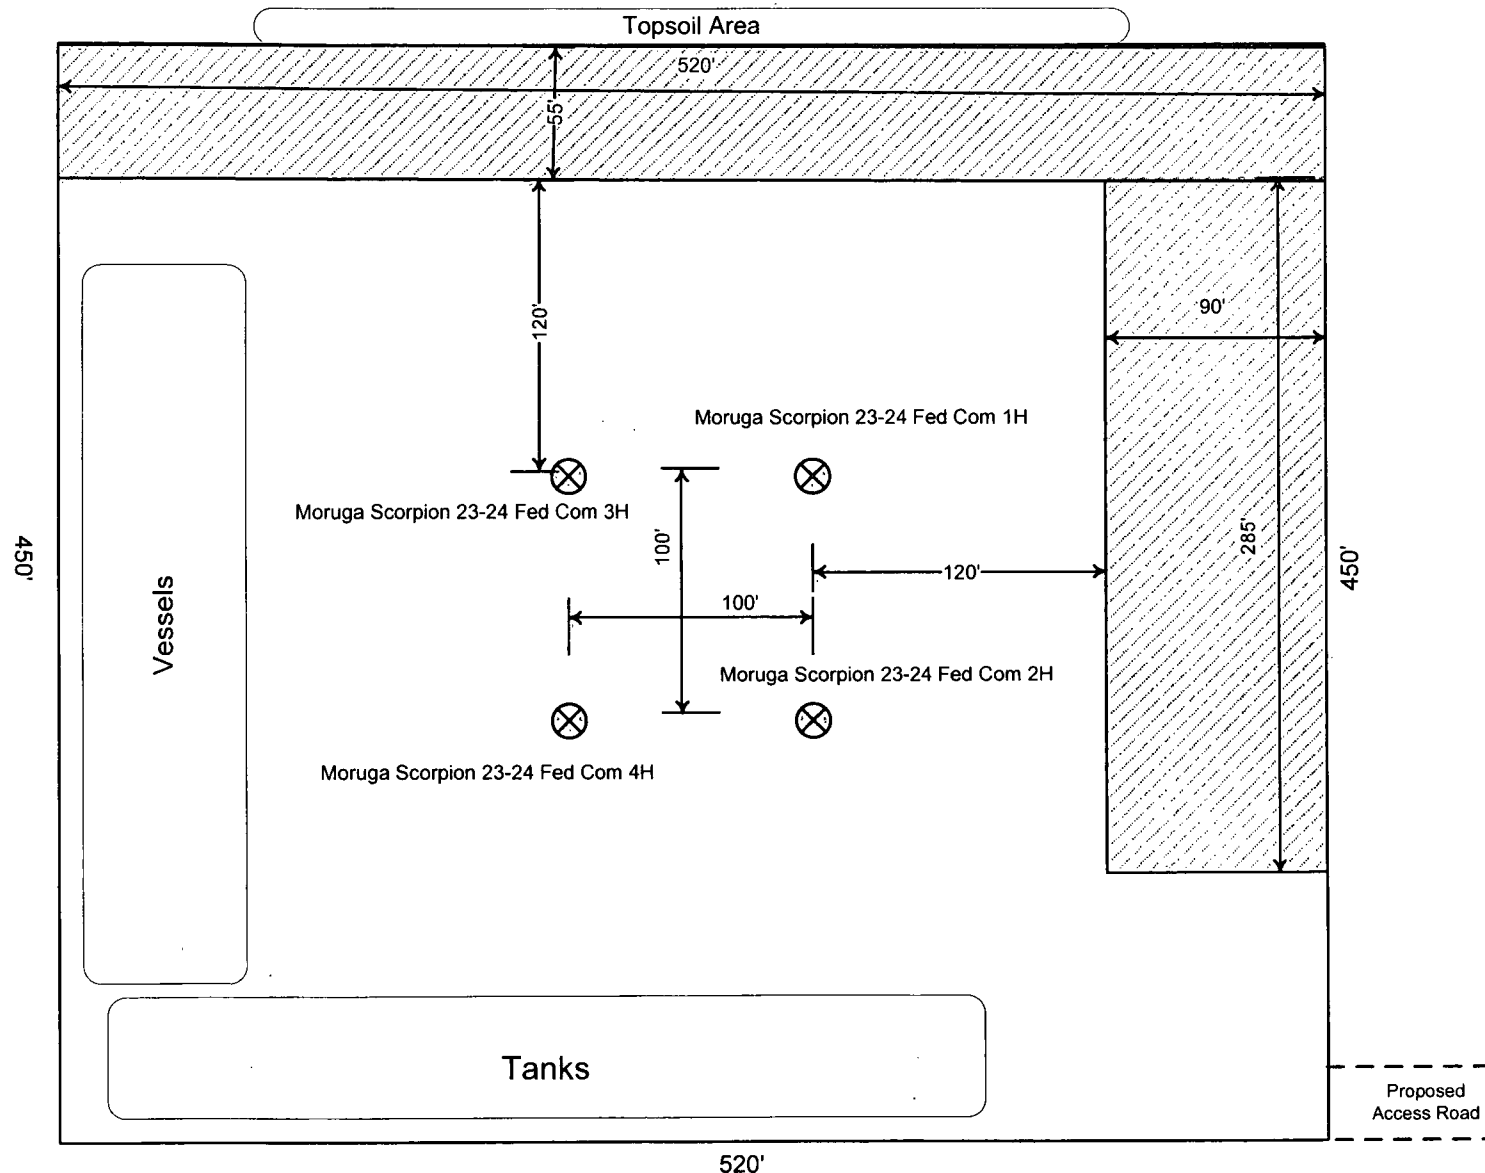 Topsoil Area
520'
55'
120'
90'
Moruga Scorpion 23-24 Fed Com 1H
Moruga Scorpion 23-24 Fed Com 3H
450'
100'
285'
450'
120'
100'
Vessels
Moruga Scorpion 23-24 Fed Com 2H
Moruga Scorpion 23-24 Fed Com 4H
Tanks
Proposed
Access Road
520'